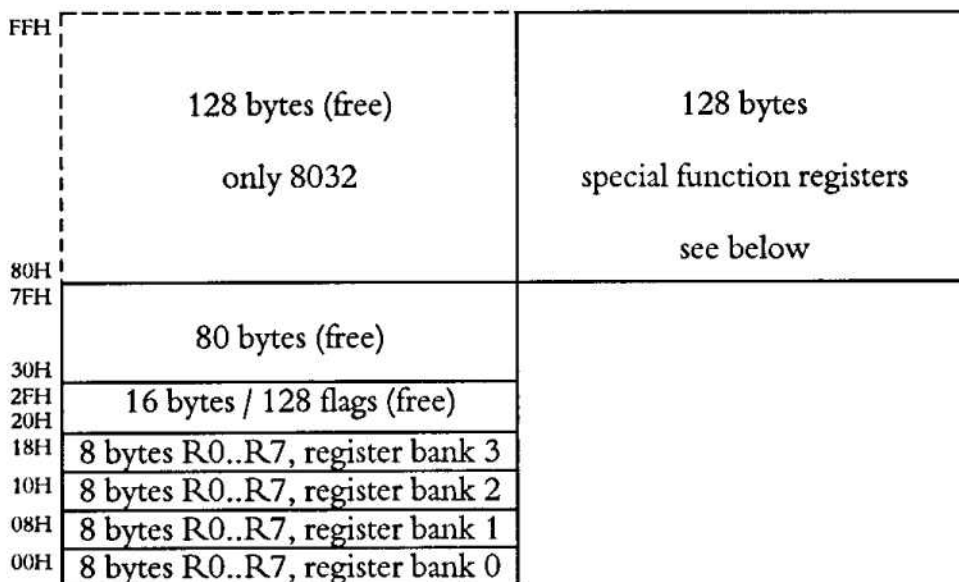 FFH
128 bytes (free)
only 8032
128 bytes
special function registers
see below
80H
7FH
80 bytes (free)
30H
2FH
16 bytes / 128 flags (free)
20H
18H
8 bytes R0..R7, register bank 3
10H
8 bytes R0..R7, register bank 2
08H
8 bytes R0..R7, register bank 1
00H
8 bytes R0..R7, register bank 0